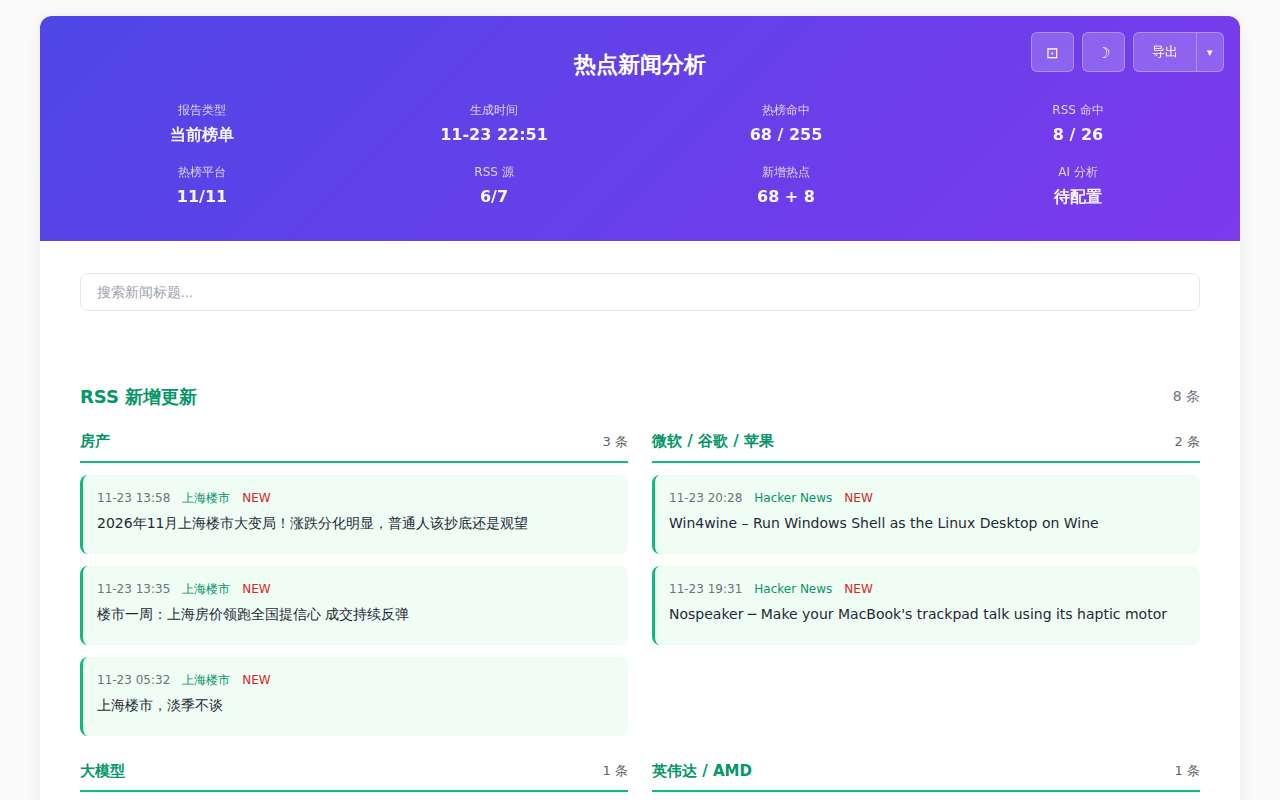 热点新闻分析
导出
报告类型
当前榜单
生成时间
11-23 22:51
热榜命中
68 / 255
RSS 命中
8 / 26
热榜平台
11/11
RSS 源
6/7
新增热点
68 + 8
AI 分析
待配置
搜索新闻标题...
RSS 新增更新
8 条
房产
3 条
11-23 13:58 上海楼市 NEW
2026年11月上海楼市大变局！涨跌分化明显，普通人该抄底还是观望
11-23 13:35 上海楼市 NEW
楼市一周：上海房价领跑全国提信心 成交持续反弹
11-23 05:32 上海楼市 NEW
上海楼市，淡季不谈
微软 / 谷歌 / 苹果
2 条
11-23 20:28 Hacker News NEW
Win4wine – Run Windows Shell as the Linux Desktop on Wine
11-23 19:31 Hacker News NEW
Nospeaker – Make your MacBook's trackpad talk using its haptic motor
大模型
1 条
英伟达 / AMD
1 条